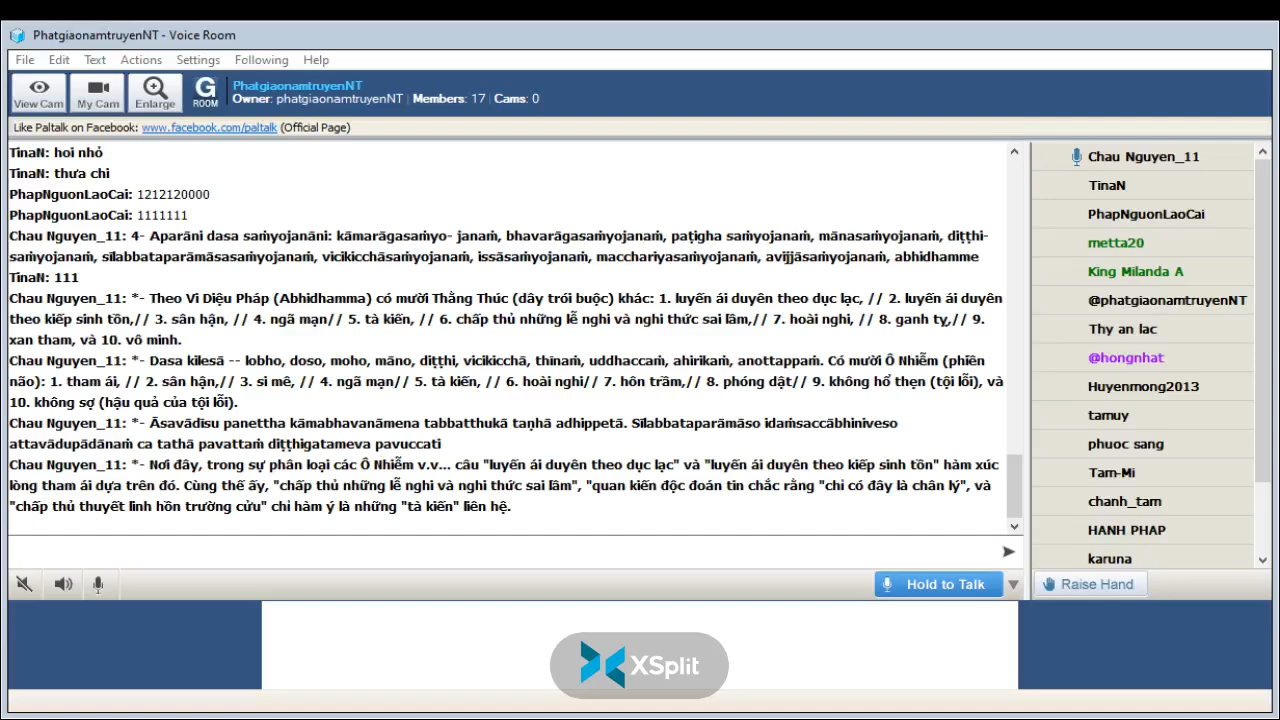 PhatgiaonamtruyenNT - Voice Room
File Edit Text Actions Settings Following Help
View Cam My Cam Enlarge G ROOM
PhatgiaonamtruyenNT
Owner: phatgiaonamtruyenNT | Members: 17 | Cams: 0
Like Paltalk on Facebook: www.facebook.com/paltalk (Official Page)
TinaN: hoi nhỏ
TinaN: thưa chi
PhapNguonLaoCai: 1212120000
PhapNguonLaoCai: 1111111
Chau Nguyen_11: 4- Aparāni dasa saṁyojanāni: kāmarāgasaṁyo- janaṁ, bhavarāgasaṁyojanaṁ, paṭigha saṁyojanaṁ, mānasaṁyojanaṁ, diṭṭhi-
saṁyojanaṁ, sīlabbataparāmāsasaṁyojanaṁ, vicikicchāsaṁyojanaṁ, issāsaṁyojanaṁ, macchariyasaṁyojanaṁ, avijjāsaṁyojanaṁ, abhidhamme
TinaN: 111
Chau Nguyen_11: *- Theo Vi Diệu Pháp (Abhidhamma) có mười Thằng Thúc (dây trói buộc) khác: 1. luyến ái duyên theo dục lạc, // 2. luyến ái duyên
theo kiếp sinh tồn,// 3. sân hận, // 4. ngã mạn// 5. tà kiến, // 6. chấp thủ những lễ nghi và nghi thức sai lầm,// 7. hoài nghi, // 8. ganh tỵ,// 9.
xan tham, và 10. vô minh.
Chau Nguyen_11: *- Dasa kilesā -- lobho, doso, moho, māno, diṭṭhi, vicikicchā, thīnaṁ, uddhaccaṁ, ahirikaṁ, anottappaṁ. Có mười Ô Nhiễm (phiên
não): 1. tham ái, // 2. sân hận,// 3. si mê, // 4. ngã mạn// 5. tà kiến, // 6. hoài nghi// 7. hôn trầm,// 8. phóng dật// 9. không hổ thẹn (tội lỗi), và
10. không sợ (hậu quả của tội lỗi).
Chau Nguyen_11: *- Āsavādīsu panettha kāmabhavanāmena tabbatthukā taṇhā adhippetā. Sīlabbataparāmāso idaṁsaccābhiniveso
attavādupādānaṁ ca tathā pavattaṁ diṭṭhigatameva pavuccati
Chau Nguyen_11: *- Nơi đây, trong sự phân loại các Ô Nhiễm v.v... câu "luyến ái duyên theo dục lạc" và "luyến ái duyên theo kiếp sinh tồn" hàm xúc
lòng tham ái dựa trên đó. Cùng thế ấy, "chấp thủ những lễ nghi và nghi thức sai lầm", "quan kiến độc đoán tin chắc rằng "chỉ có đây là chân lý", và
"chấp thủ thuyết linh hồn trường cửu" chỉ hàm ý là những "tà kiến" liên hệ.
Chau Nguyen_11
TinaN
PhapNguonLaoCai
metta20
King Milanda A
@phatgiaonamtruyenNT
Thy an lac
@hongnhat
Huyenmong2013
tamuy
phuoc sang
Tam-Mi
chanh_tam
HANH PHAP
karuna
Hold to Talk
Raise Hand
XSplit